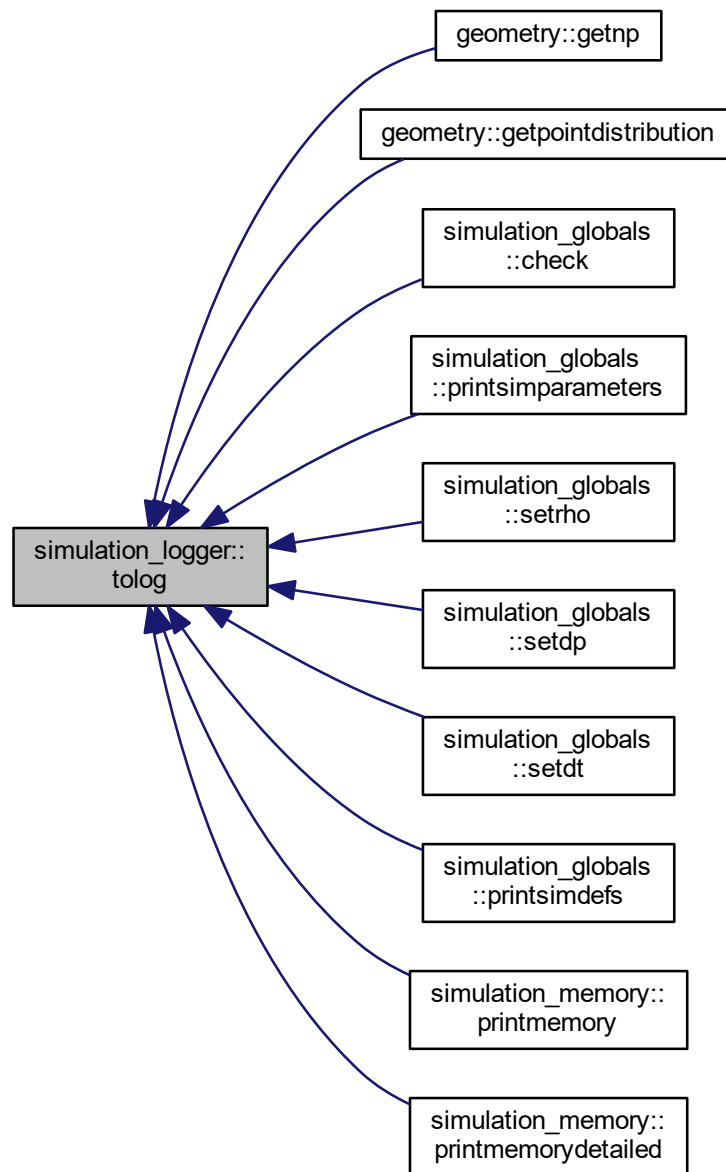 geometry::getnp
geometry::getpointdistribution
simulation_globals
::check
simulation_globals
::printsimparameters
simulation_globals
::setrho
simulation_logger::
tolog
simulation_globals
::setdp
simulation_globals
::setdt
simulation_globals
::printsimdefs
simulation_memory::
printmemory
simulation_memory::
printmemorydetailed